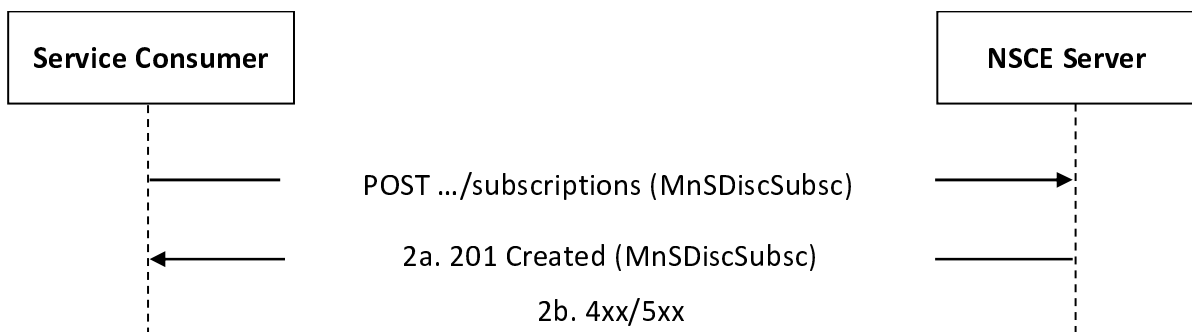 Service Consumer
NSCE Server
POST .../subscriptions (MnSDiscSubsc)
2a. 201 Created (MnSDiscSubsc)
2b. 4xx/5xx